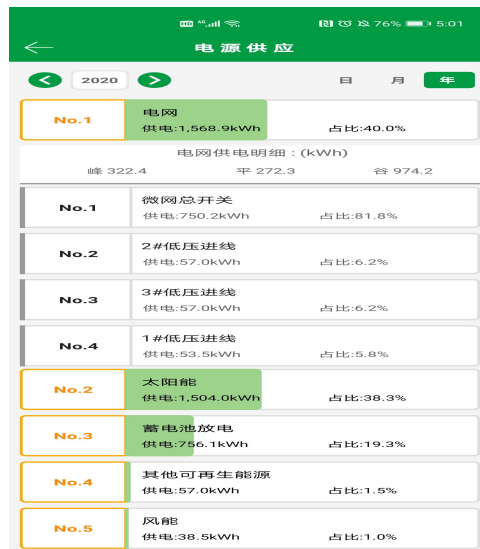 HD 4G 76% 5:01
电源供应
2020 日 月 年
No.1 电网
供电:1,568.9kWh 占比:40.0%
电网供电明细:(kWh)
峰 322.4 平 272.3 谷 974.2
No.1 微网总开关
供电:750.2kWh 占比:81.8%
No.2 2#低压进线
供电:57.0kWh 占比:6.2%
No.3 3#低压进线
供电:57.0kWh 占比:6.2%
No.4 1#低压进线
供电:53.5kWh 占比:5.8%
No.2 太阳能
供电:1,504.0kWh 占比:38.3%
No.3 蓄电池放电
供电:756.1kWh 占比:19.3%
No.4 其他可再生能源
供电:57.0kWh 占比:1.5%
No.5 风能
供电:38.5kWh 占比:1.0%